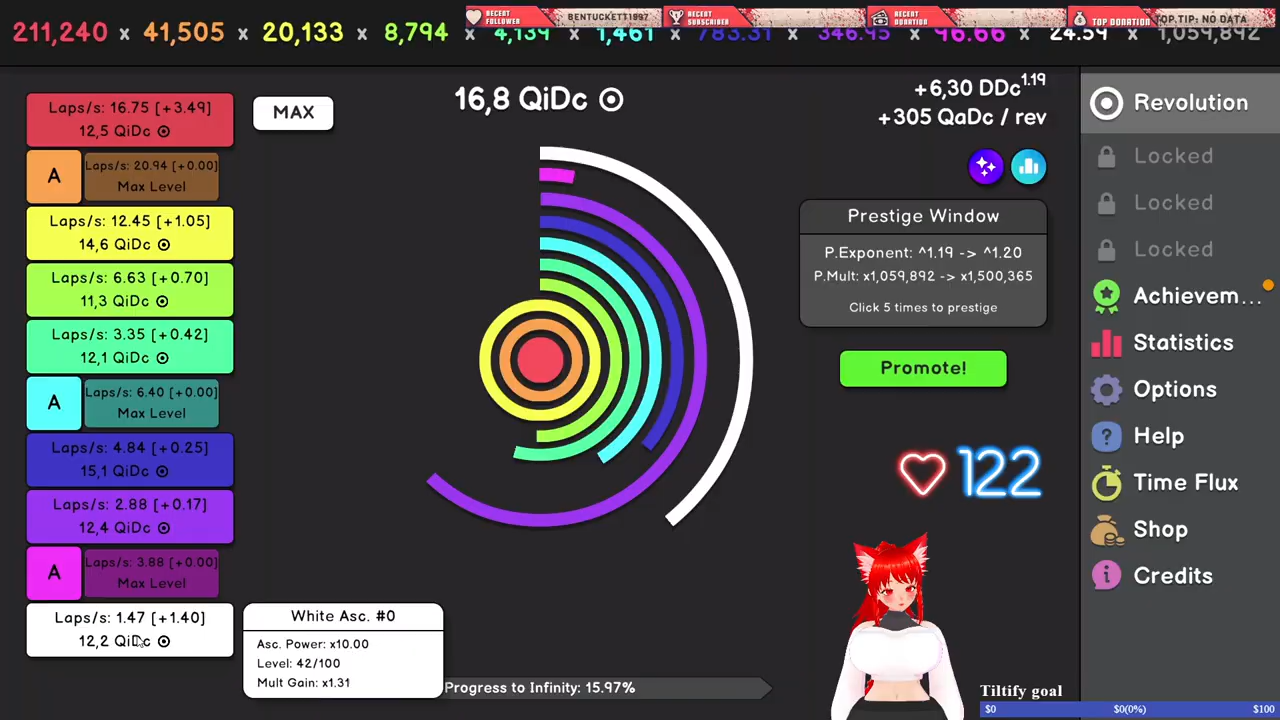 RECENT FOLLOWER
BENTUCKETT1997
RECENT SUBSCRIBER
RECENT DONATION
TOP DONATION
TOP TIP: NO DATA
211,240 x 41,505 x 20,133 x 8,794 x 4,139 x 1,461 x 783.31 x 346.95 x 96.66 x 24.59 x 1,059,892
Laps/s: 16.75 [+3.49]
12,5 QiDc
MAX
16,8 QiDc
+6,30 DDc1.19
+305 QaDc / rev
Revolution
A
Laps/s: 20.94 [+0.00]
Max Level
Locked
Laps/s: 12.45 [+1.05]
14,6 QiDc
Locked
Laps/s: 6.63 [+0.70]
11,3 QiDc
Locked
Prestige Window
P.Exponent: ^1.19 -> ^1.20
P.Mult: x1,059,892 -> x1,500,365
Click 5 times to prestige
Achievem...
Laps/s: 3.35 [+0.42]
12,1 QiDc
Promote!
Statistics
A
Laps/s: 6.40 [+0.00]
Max Level
Options
Laps/s: 4.84 [+0.25]
15,1 QiDc
122
Help
Laps/s: 2.88 [+0.17]
12,4 QiDc
Time Flux
A
Laps/s: 3.88 [+0.00]
Max Level
Shop
Credits
Laps/s: 1.47 [+1.40]
12,2 QiDc
White Asc. #0
Asc. Power: x10.00
Level: 42/100
Mult Gain: x1.31
Progress to Infinity: 15.97%
Tiltify goal
$0
$0(0%)
$100